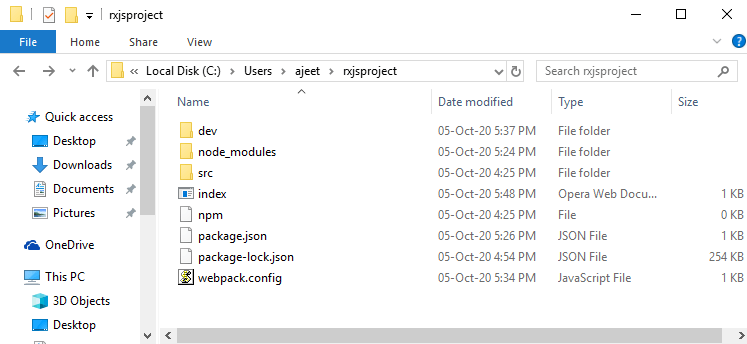 rxjsproject
File Home Share View
Local Disk (C:) Users ajeet rxjsproject Search rxjsproject
Name Date modified Type Size
Quick access
Desktop
Downloads
Documents
Pictures
OneDrive
This PC
3D Objects
Desktop
dev 05-Oct-20 5:37 PM File folder
node_modules 05-Oct-20 5:24 PM File folder
src 05-Oct-20 4:25 PM File folder
index 05-Oct-20 5:48 PM Opera Web Docu... 1 KB
npm 05-Oct-20 4:25 PM File 0 KB
package.json 05-Oct-20 5:26 PM JSON File 1 KB
package-lock.json 05-Oct-20 4:54 PM JSON File 254 KB
webpack.config 05-Oct-20 5:34 PM JavaScript File 1 KB